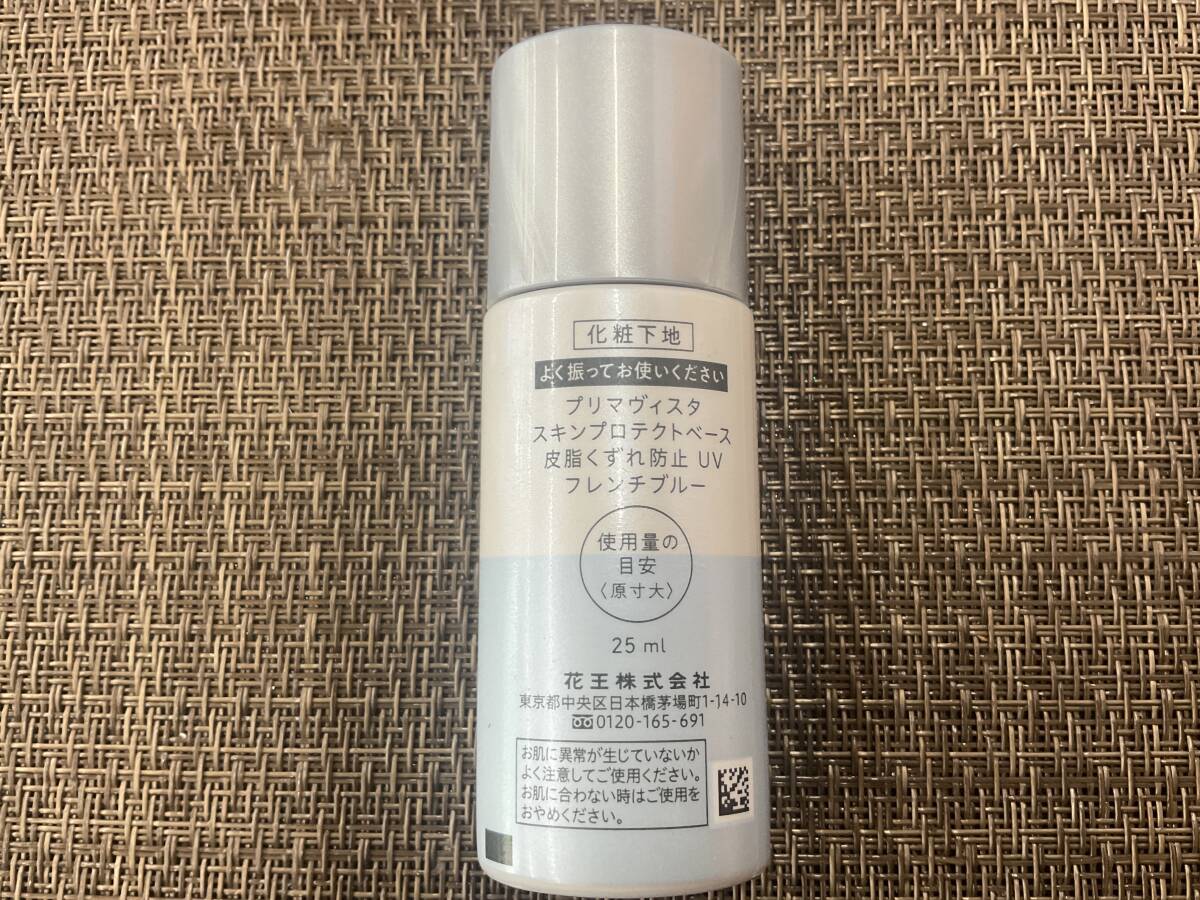 化粧下地
よく振ってお使いください
プリマヴィスタ
スキンプロテクトベース
皮脂くずれ防止 UV
フレンチブルー
使用量の
目安
〈原寸大〉
25 ml
花王株式会社
東京都中央区日本橋茅場町1-14-10
0120-165-691
お肌に異常が生じていないか
よく注意してご使用ください。
お肌に合わない時はご使用を
おやめください。